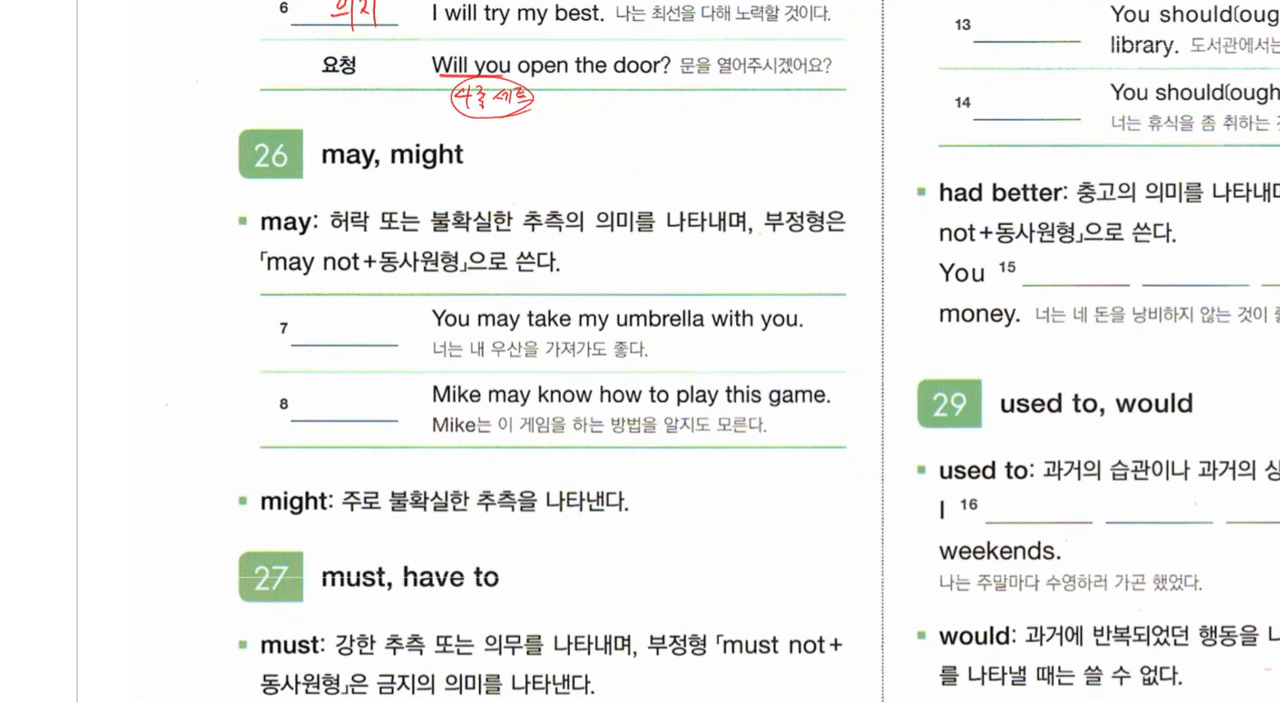 6 의지 I will try my best. 나는 최선을 다해 노력할 것이다.
요청 Will you open the door? 문을 열어주시겠어요?
세트
26 may, might
may: 허락 또는 불확실한 추측의 의미를 나타내며, 부정형은
「may not+동사원형」으로 쓴다.
7 You may take my umbrella with you.
너는 내 우산을 가져가도 좋다.
8 Mike may know how to play this game.
Mike는 이 게임을 하는 방법을 알지도 모른다.
might: 주로 불확실한 추측을 나타낸다.
27 must, have to
must: 강한 추측 또는 의무를 나타내며, 부정형 「must not+
동사원형」은 금지의 의미를 나타낸다.
13 You should(oug
library. 도서관에서는
14 You should(ough
너는 휴식을 좀 취하는
had better: 충고의 의미를 나타내
not+동사원형」으로 쓴다.
You 15
money. 너는 네 돈을 낭비하지 않는 것이
29 used to, would
used to: 과거의 습관이나 과거의
I 16
weekends.
나는 주말마다 수영하러 가곤 했었다.
would: 과거에 반복되었던 행동을
를 나타낼 때는 쓸 수 없다.